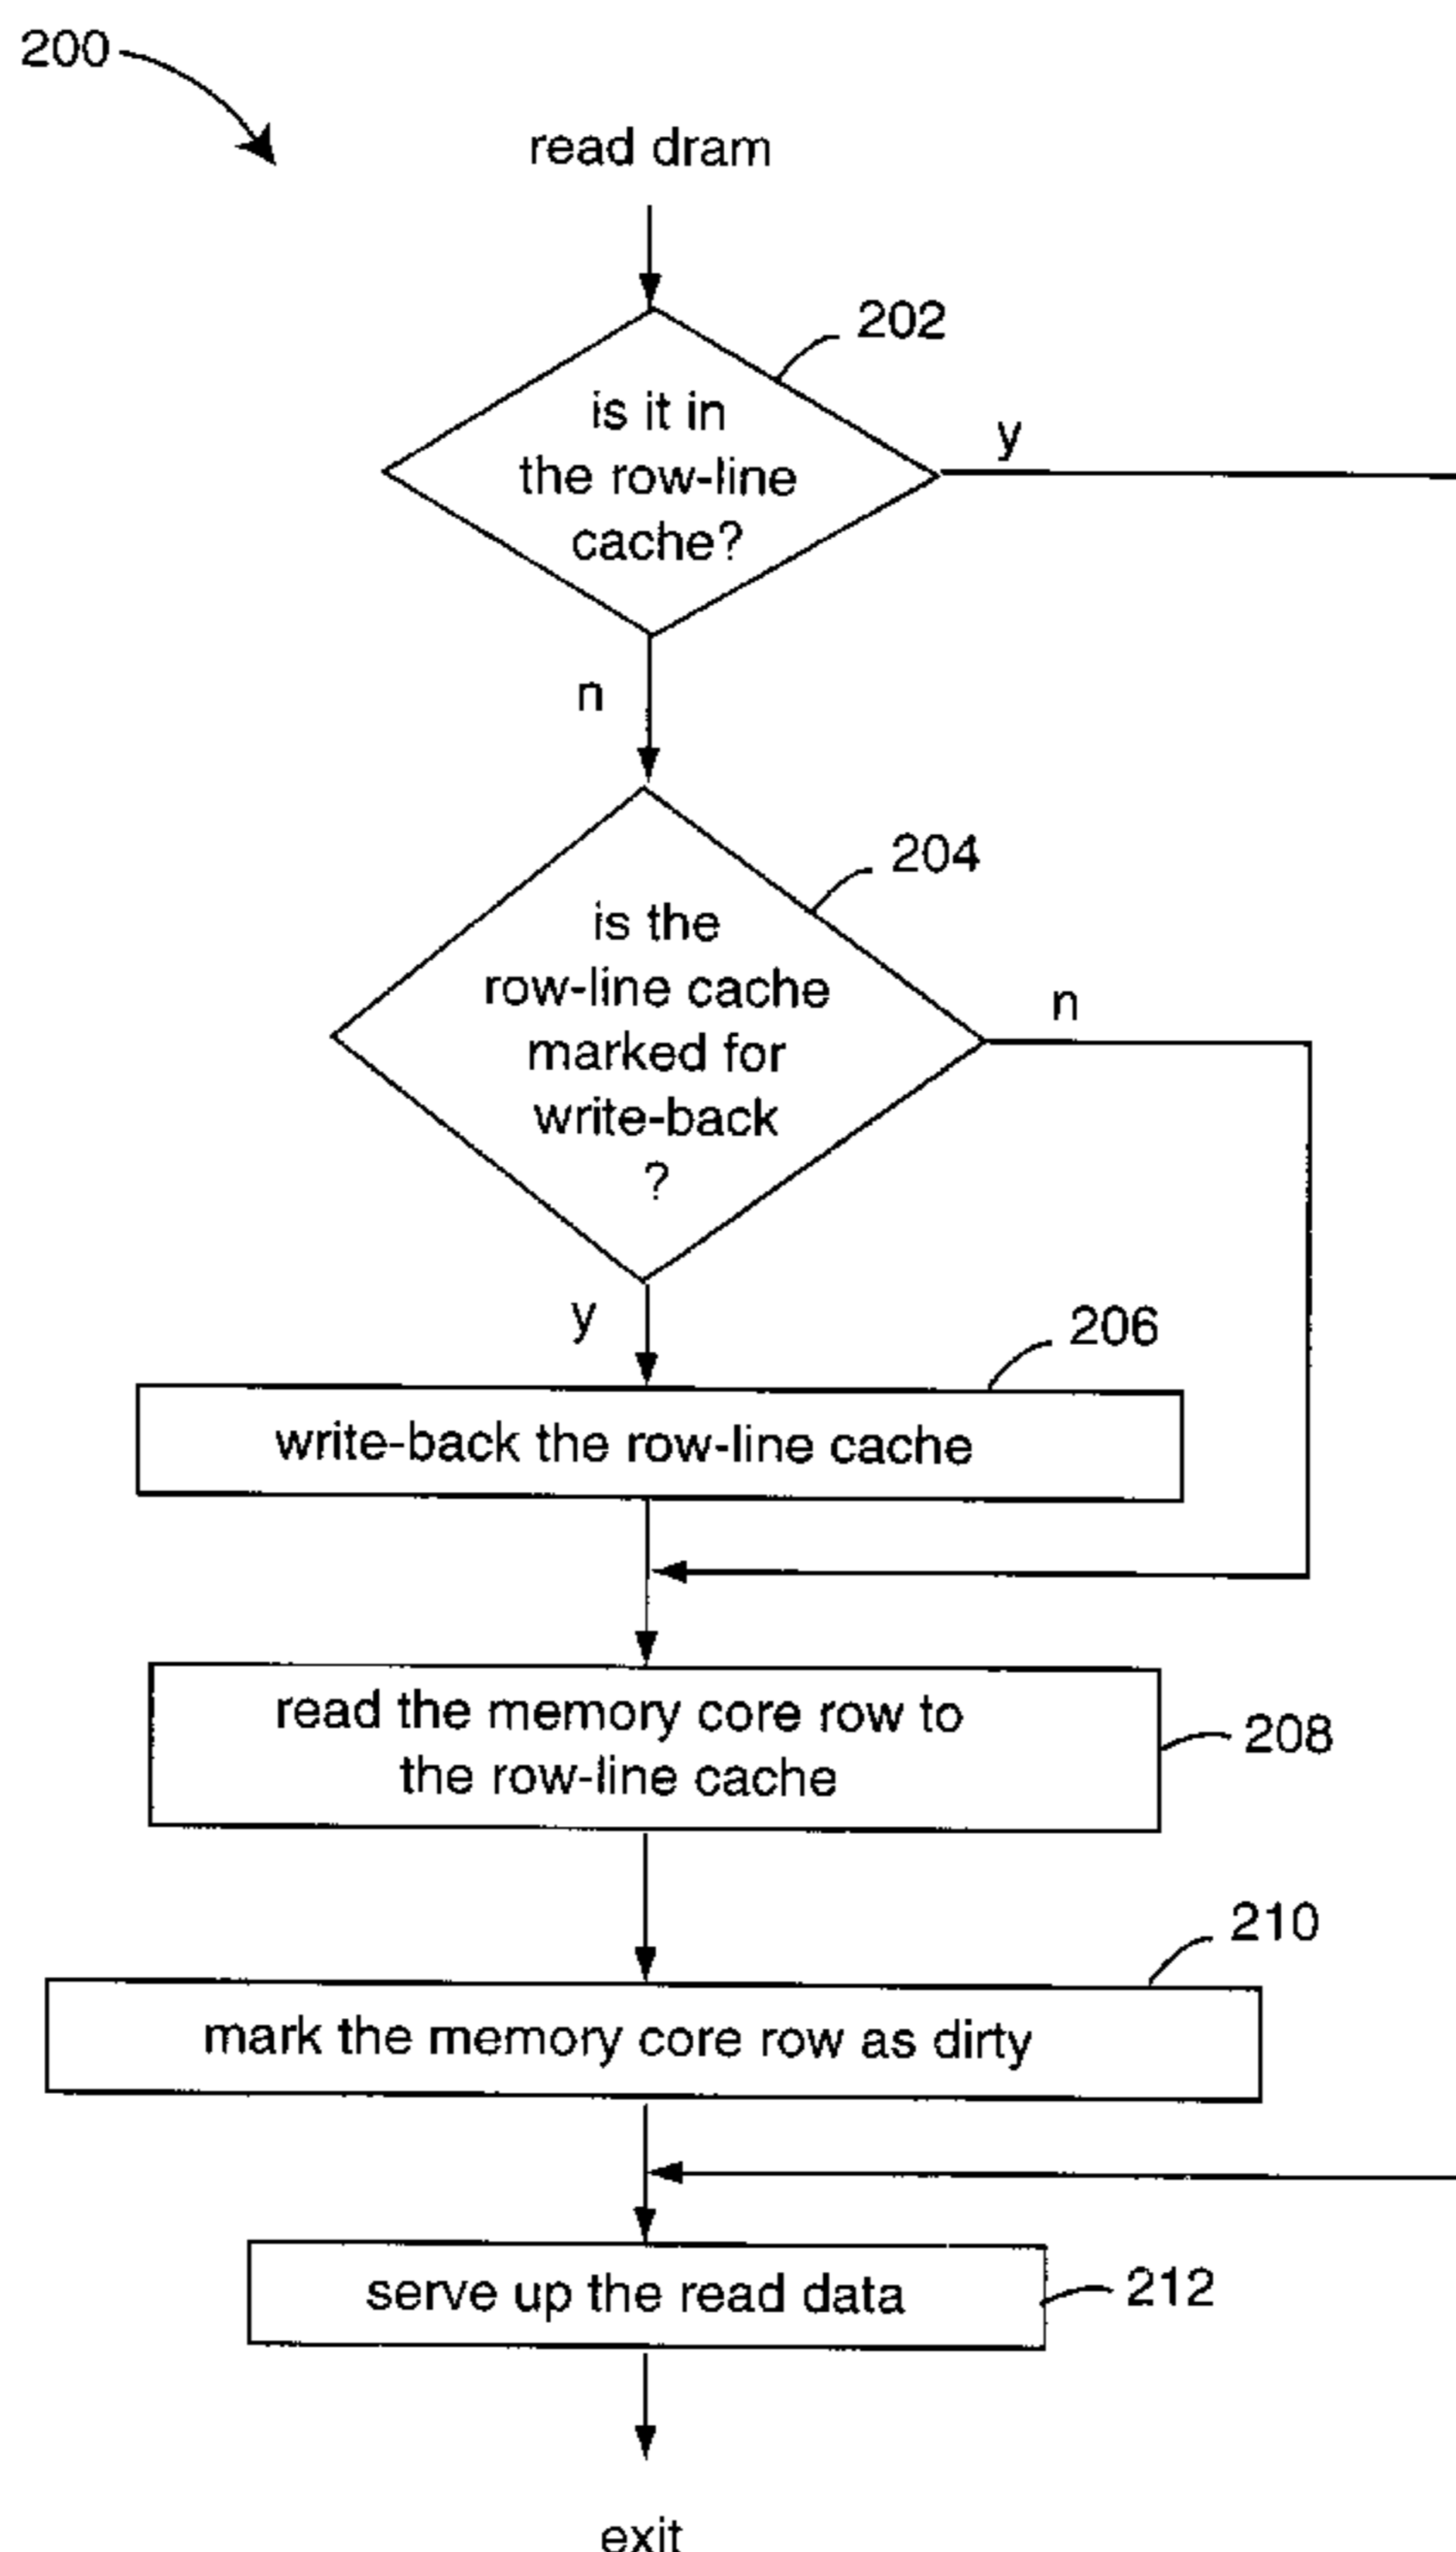 200
read dram
202
is it in
the row-line
cache?
y
n
204
is the
row-line cache
marked for
write-back
?
n
y
206
write-back the row-line cache
read the memory core row to
the row-line cache
208
210
mark the memory core row as dirty
serve up the read data
212
exit